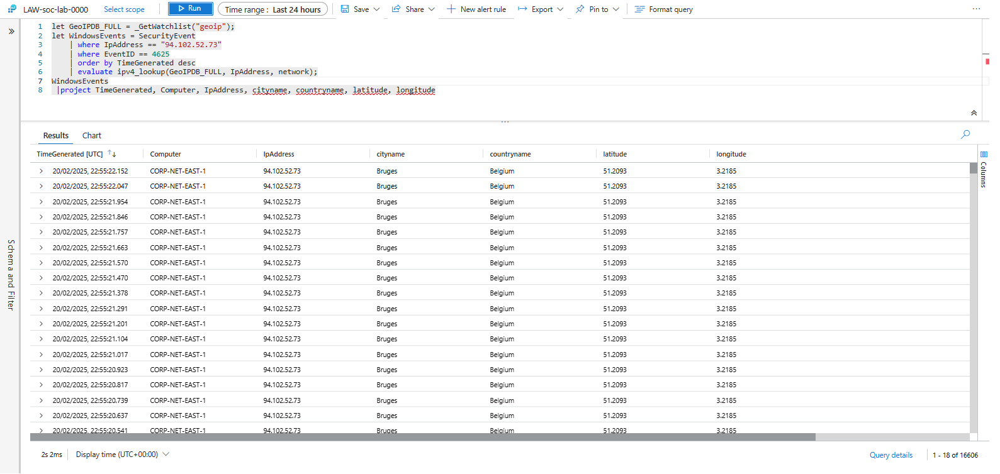 LAW-soc-lab-0000 Select scope Run Time range : Last 24 hours Save Share New alert rule Export Pin to Format query
1 let GeoIPDB_FULL = _GetWatchlist("geoip");
2 let WindowsEvents = SecurityEvent
3 | where IpAddress == "94.102.52.73"
4 | where EventID == 4625
5 | order by TimeGenerated desc
6 | evaluate ipv4_lookup(GeoIPDB_FULL, IpAddress, network);
7 WindowsEvents
8 |project TimeGenerated, Computer, IpAddress, cityname, countryname, latitude, longitude
Schema and Filter
Results Chart
TimeGenerated [UTC] Computer IpAddress cityname countryname latitude longitude
Columns
20/02/2025, 22:55:22.152 CORP-NET-EAST-1 94.102.52.73 Bruges Belgium 51.2093 3.2185
20/02/2025, 22:55:22.047 CORP-NET-EAST-1 94.102.52.73 Bruges Belgium 51.2093 3.2185
20/02/2025, 22:55:21.954 CORP-NET-EAST-1 94.102.52.73 Bruges Belgium 51.2093 3.2185
20/02/2025, 22:55:21.846 CORP-NET-EAST-1 94.102.52.73 Bruges Belgium 51.2093 3.2185
20/02/2025, 22:55:21.757 CORP-NET-EAST-1 94.102.52.73 Bruges Belgium 51.2093 3.2185
20/02/2025, 22:55:21.663 CORP-NET-EAST-1 94.102.52.73 Bruges Belgium 51.2093 3.2185
20/02/2025, 22:55:21.570 CORP-NET-EAST-1 94.102.52.73 Bruges Belgium 51.2093 3.2185
20/02/2025, 22:55:21.470 CORP-NET-EAST-1 94.102.52.73 Bruges Belgium 51.2093 3.2185
20/02/2025, 22:55:21.378 CORP-NET-EAST-1 94.102.52.73 Bruges Belgium 51.2093 3.2185
20/02/2025, 22:55:21.291 CORP-NET-EAST-1 94.102.52.73 Bruges Belgium 51.2093 3.2185
20/02/2025, 22:55:21.201 CORP-NET-EAST-1 94.102.52.73 Bruges Belgium 51.2093 3.2185
20/02/2025, 22:55:21.104 CORP-NET-EAST-1 94.102.52.73 Bruges Belgium 51.2093 3.2185
20/02/2025, 22:55:21.017 CORP-NET-EAST-1 94.102.52.73 Bruges Belgium 51.2093 3.2185
20/02/2025, 22:55:20.923 CORP-NET-EAST-1 94.102.52.73 Bruges Belgium 51.2093 3.2185
20/02/2025, 22:55:20.817 CORP-NET-EAST-1 94.102.52.73 Bruges Belgium 51.2093 3.2185
20/02/2025, 22:55:20.739 CORP-NET-EAST-1 94.102.52.73 Bruges Belgium 51.2093 3.2185
20/02/2025, 22:55:20.637 CORP-NET-EAST-1 94.102.52.73 Bruges Belgium 51.2093 3.2185
20/02/2025, 22:55:20.541 CORP-NET-EAST-1 94.102.52.73 Bruges Belgium 51.2093 3.2185
2s 2ms Display time (UTC+00:00) Query details 1 - 18 of 16606